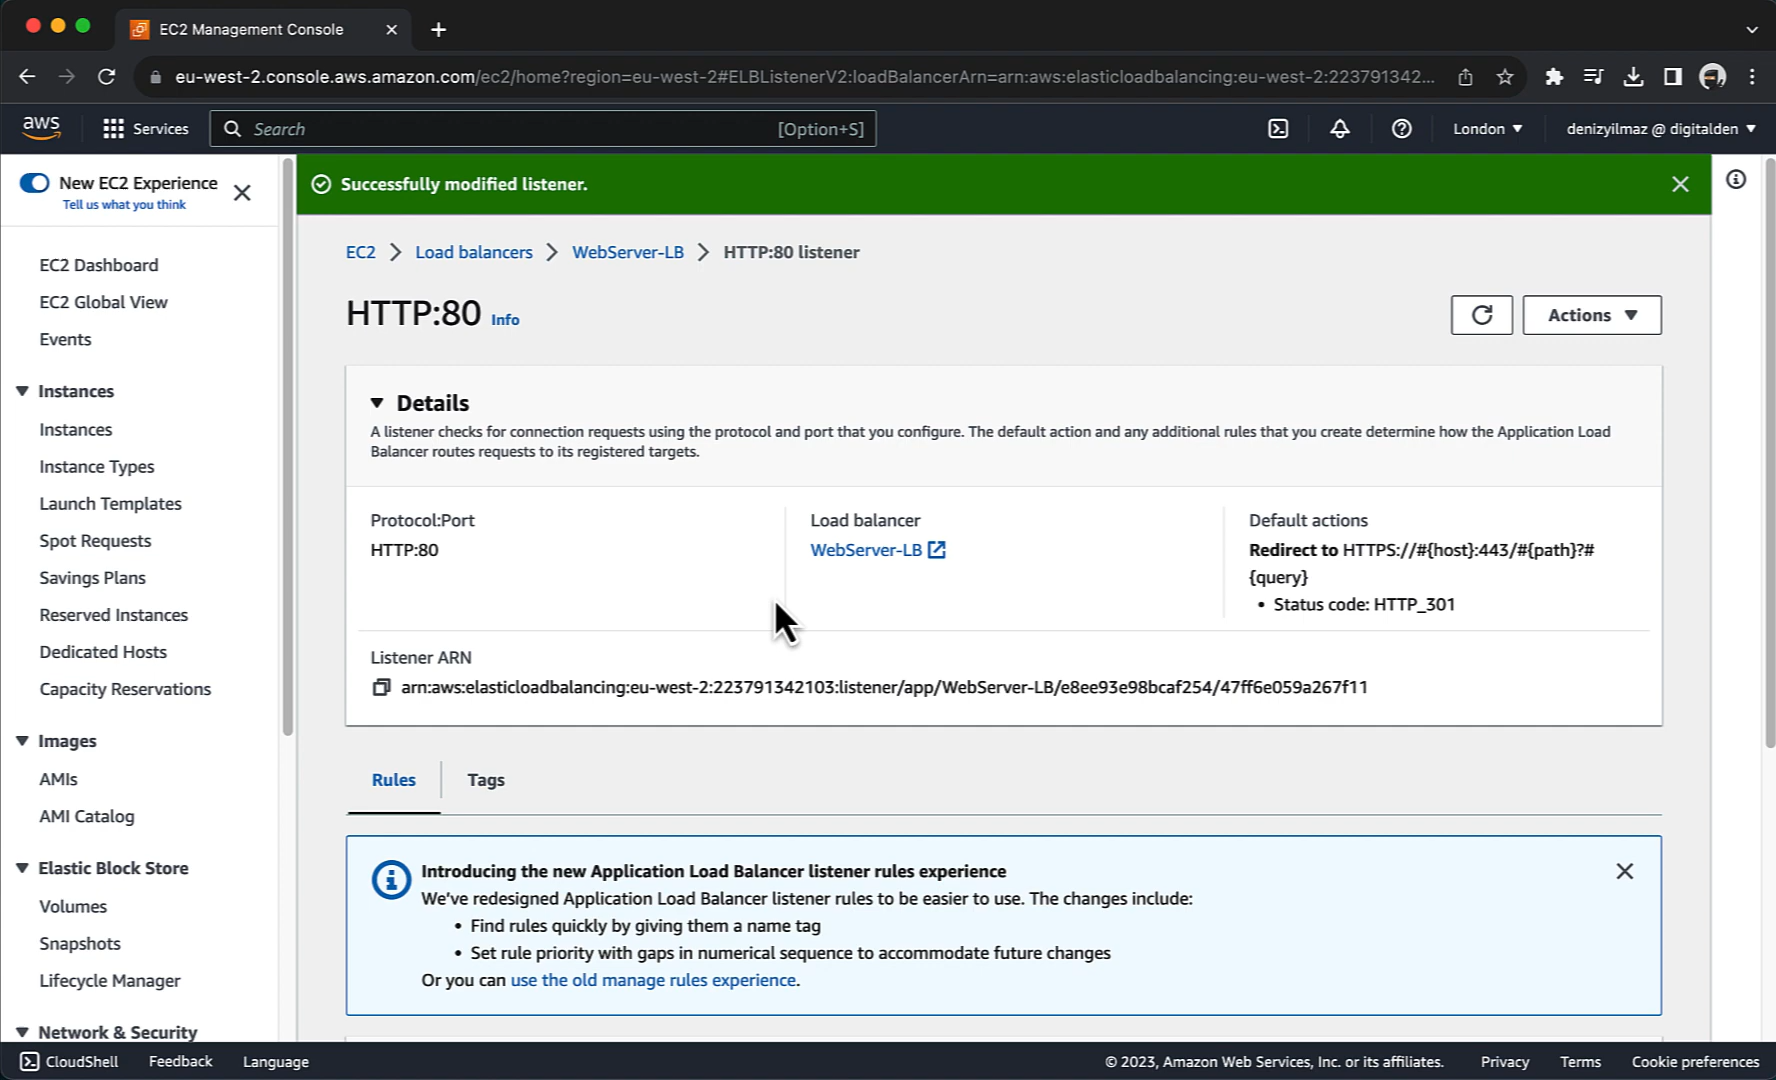 EC2 Management Console
eu-west-2.console.aws.amazon.com/ec2/home?region=eu-west-2#ELBListenerV2:loadBalancerArn=arn:aws:elasticloadbalancing:eu-west-2:223791342...
aws
Services
Search
[Option+S]
London
denizyilmaz @ digitalden
New EC2 Experience
Tell us what you think
EC2 Dashboard
EC2 Global View
Events
Instances
Instances
Instance Types
Launch Templates
Spot Requests
Savings Plans
Reserved Instances
Dedicated Hosts
Capacity Reservations
Images
AMIs
AMI Catalog
Elastic Block Store
Volumes
Snapshots
Lifecycle Manager
Network & Security
Successfully modified listener.
EC2 > Load balancers > WebServer-LB > HTTP:80 listener
HTTP:80 Info
Actions
Details
A listener checks for connection requests using the protocol and port that you configure. The default action and any additional rules that you create determine how the Application Load
Balancer routes requests to its registered targets.
Protocol:Port
HTTP:80
Load balancer
WebServer-LB
Default actions
Redirect to HTTPS://#{host}:443/#{path}?#
{query}
• Status code: HTTP_301
Listener ARN
arn:aws:elasticloadbalancing:eu-west-2:223791342103:listener/app/WebServer-LB/e8ee93e98bcaf254/47ff6e059a267f11
Rules
Tags
Introducing the new Application Load Balancer listener rules experience
We've redesigned Application Load Balancer listener rules to be easier to use. The changes include:
• Find rules quickly by giving them a name tag
• Set rule priority with gaps in numerical sequence to accommodate future changes
Or you can use the old manage rules experience.
CloudShell
Feedback
Language
© 2023, Amazon Web Services, Inc. or its affiliates.
Privacy
Terms
Cookie preferences